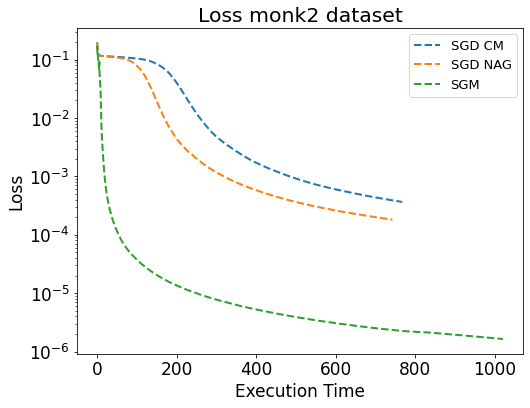 Loss monk2 dataset
SGD CM
SGD NAG
SGM
Loss
10⁻¹
10⁻²
10⁻³
10⁻⁴
10⁻⁵
10⁻⁶
0 200 400 600 800 1000
Execution Time